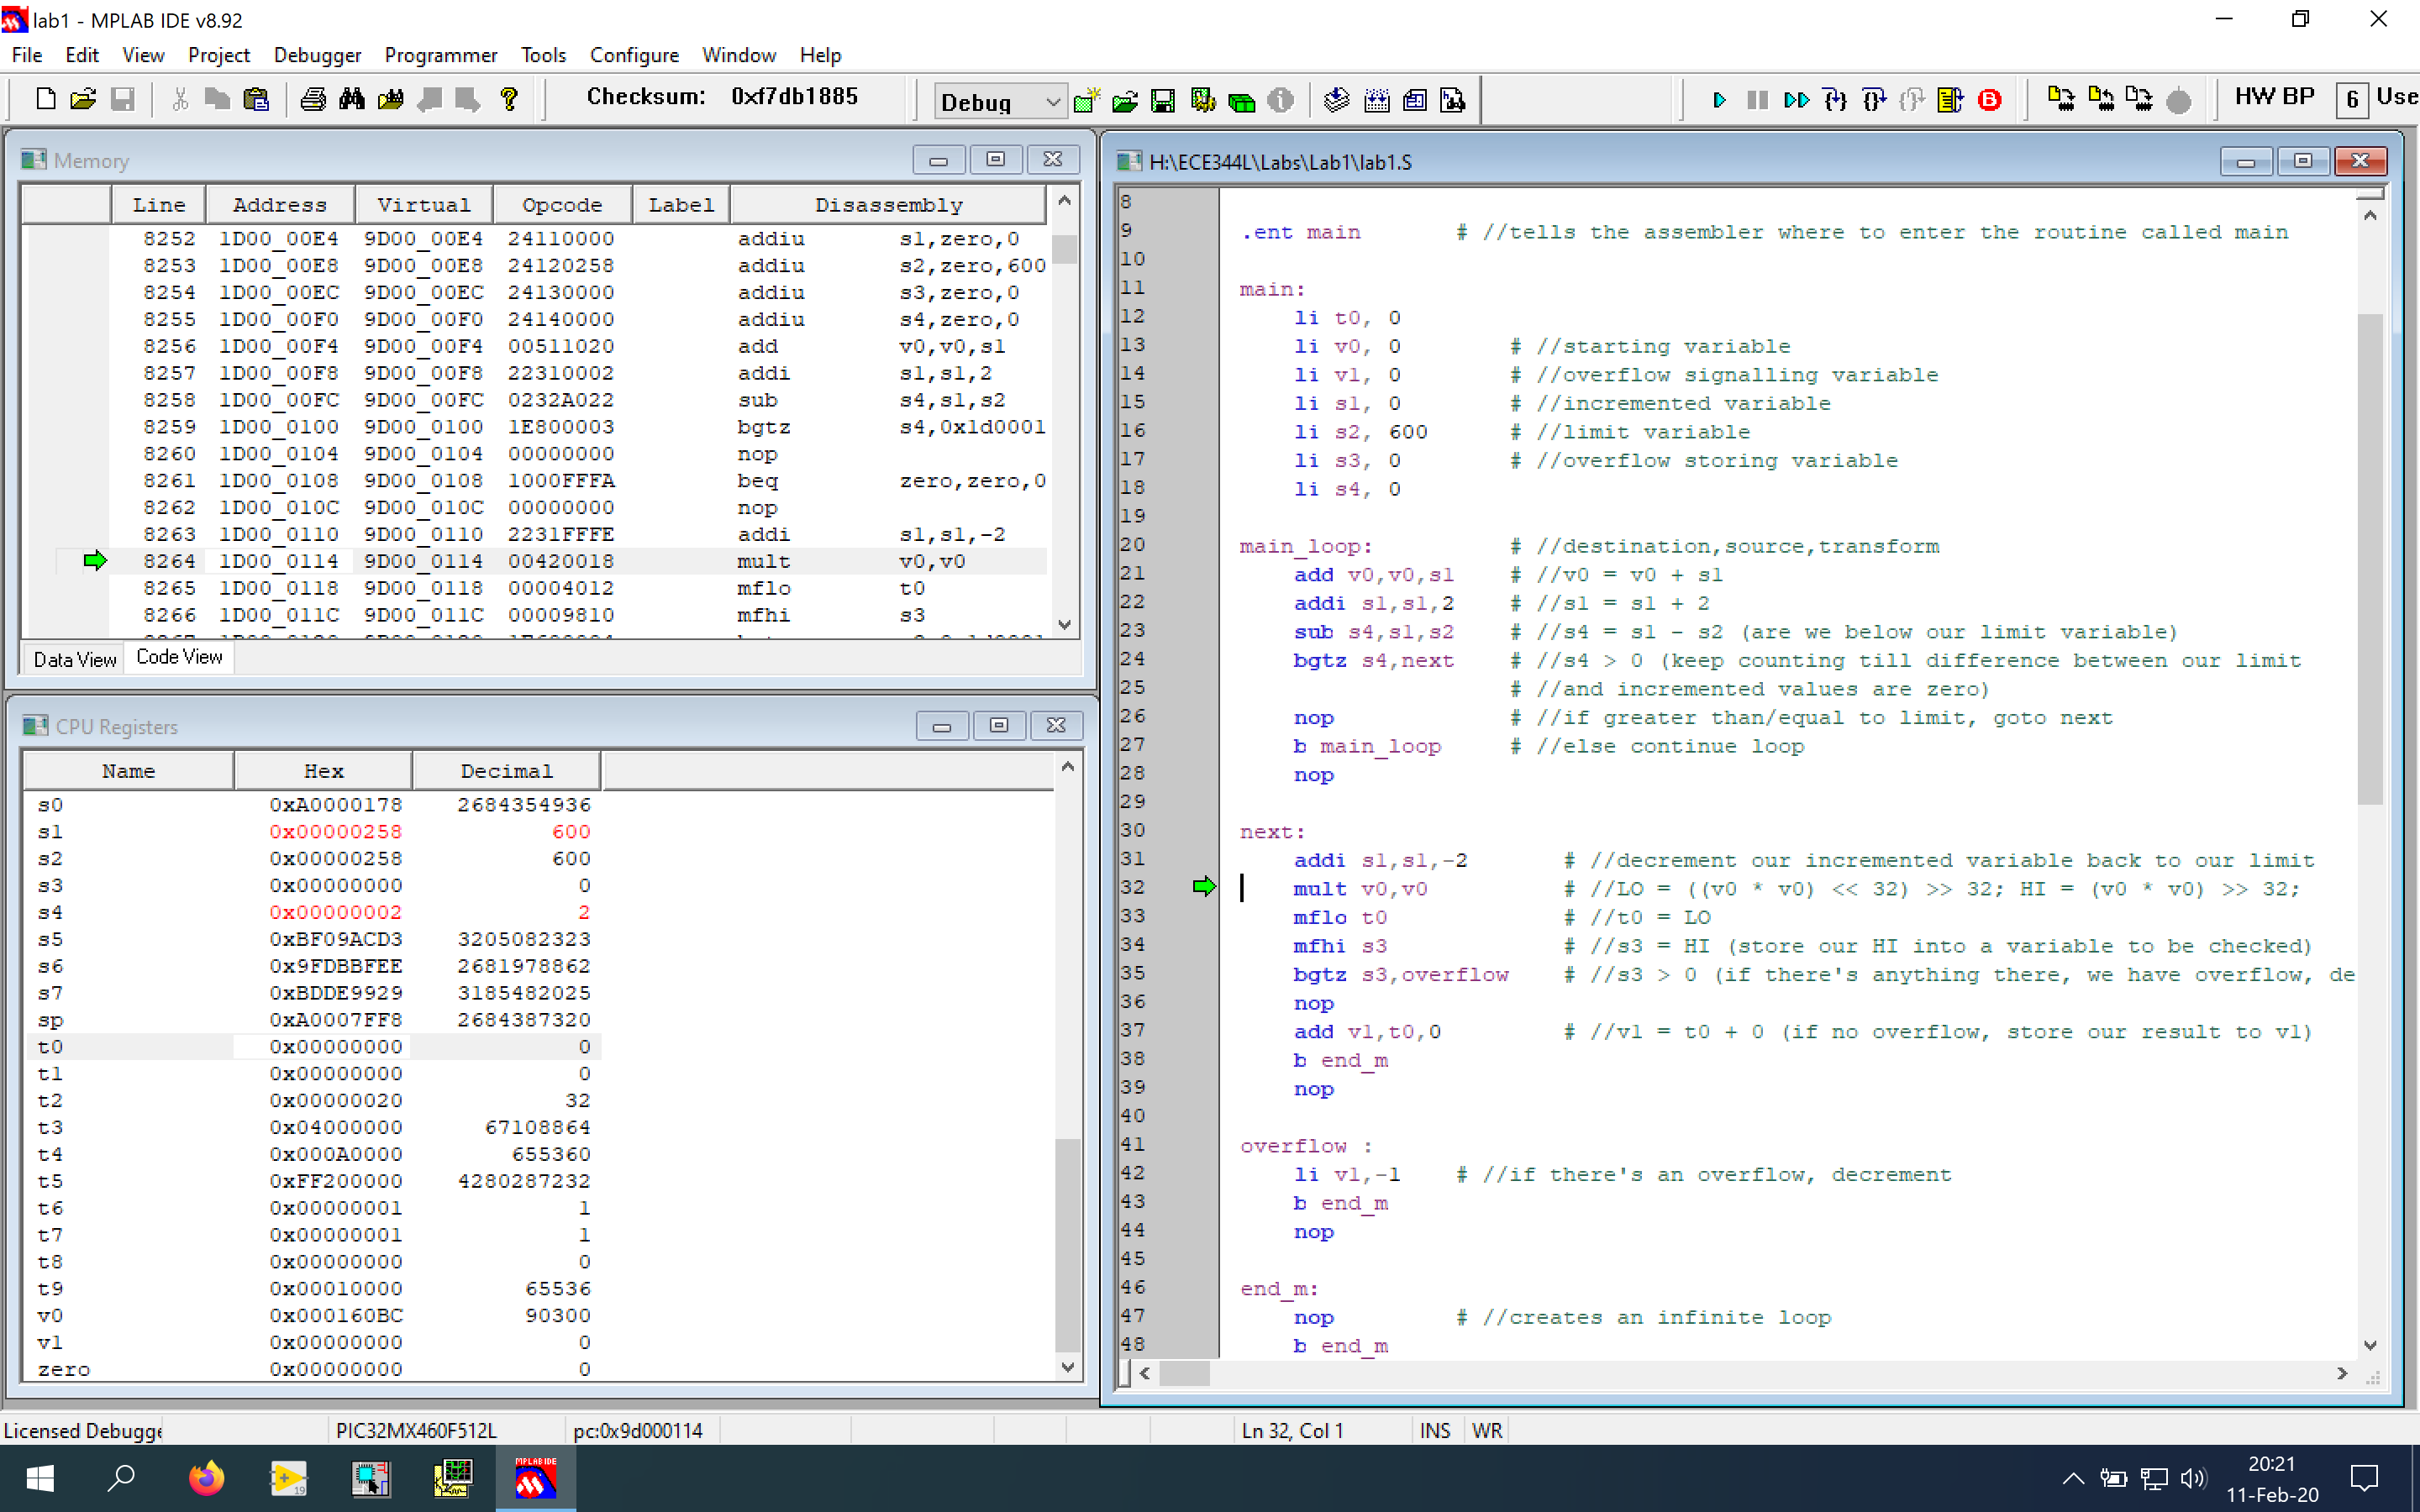 lab1 - MPLAB IDE v8.92
File Edit View Project Debugger Programmer Tools Configure Window Help
Checksum: 0xf7db1885
Debug
HW BP 6 Use
Memory
Line Address Virtual Opcode Label Disassembly
8252 1D00_00E4 9D00_00E4 24110000 addiu s1,zero,0
8253 1D00_00E8 9D00_00E8 24120258 addiu s2,zero,600
8254 1D00_00EC 9D00_00EC 24130000 addiu s3,zero,0
8255 1D00_00F0 9D00_00F0 24140000 addiu s4,zero,0
8256 1D00_00F4 9D00_00F4 00511020 add v0,v0,s1
8257 1D00_00F8 9D00_00F8 22310002 addi s1,s1,2
8258 1D00_00FC 9D00_00FC 0232A022 sub s4,s1,s2
8259 1D00_0100 9D00_0100 1E800003 bgtz s4,0x1d0001
8260 1D00_0104 9D00_0104 00000000 nop
8261 1D00_0108 9D00_0108 1000FFFA beq zero,zero,0
8262 1D00_010C 9D00_010C 00000000 nop
8263 1D00_0110 9D00_0110 2231FFFE addi s1,s1,-2
8264 1D00_0114 9D00_0114 00420018 mult v0,v0
8265 1D00_0118 9D00_0118 00004012 mflo t0
8266 1D00_011C 9D00_011C 00009810 mfhi s3
Data View Code View
CPU Registers
Name Hex Decimal
s0 0xA0000178 2684354936
s1 0x00000258 600
s2 0x00000258 600
s3 0x00000000 0
s4 0x00000002 2
s5 0xBF09ACD3 3205082323
s6 0x9FDBBFEE 2681978862
s7 0xBDDE9929 3185482025
sp 0xA0007FF8 2684387320
t0 0x00000000 0
t1 0x00000000 0
t2 0x00000020 32
t3 0x04000000 67108864
t4 0x000A0000 655360
t5 0xFF200000 4280287232
t6 0x00000001 1
t7 0x00000001 1
t8 0x00000000 0
t9 0x00010000 65536
v0 0x000160BC 90300
v1 0x00000000 0
zero 0x00000000 0
H:\ECE344L\Labs\Lab1\lab1.S
8
9 .ent main # //tells the assembler where to enter the routine called main
10
11 main:
12 li t0, 0
13 li v0, 0 # //starting variable
14 li v1, 0 # //overflow signalling variable
15 li s1, 0 # //incremented variable
16 li s2, 600 # //limit variable
17 li s3, 0 # //overflow storing variable
18 li s4, 0
19
20 main_loop: # //destination,source,transform
21 add v0,v0,s1 # //v0 = v0 + s1
22 addi s1,s1,2 # //s1 = s1 + 2
23 sub s4,s1,s2 # //s4 = s1 - s2 (are we below our limit variable)
24 bgtz s4,next # //s4 > 0 (keep counting till difference between our limit
25 # //and incremented values are zero)
26 nop # //if greater than/equal to limit, goto next
27 b main_loop # //else continue loop
28 nop
29
30 next:
31 addi s1,s1,-2 # //decrement our incremented variable back to our limit
32 mult v0,v0 # //LO = ((v0 * v0) << 32) >> 32; HI = (v0 * v0) >> 32;
33 mflo t0 # //t0 = LO
34 mfhi s3 # //s3 = HI (store our HI into a variable to be checked)
35 bgtz s3,overflow # //s3 > 0 (if there's anything there, we have overflow, de
36 nop
37 add v1,t0,0 # //v1 = t0 + 0 (if no overflow, store our result to v1)
38 b end_m
39 nop
40
41 overflow :
42 li v1,-1 # //if there's an overflow, decrement
43 b end_m
44 nop
45
46 end_m:
47 nop # //creates an infinite loop
48 b end_m
Licensed Debugge PIC32MX460F512L pc:0x9d000114 Ln 32, Col 1 INS WR
MPLAB IDE
19
20:21
11-Feb-20